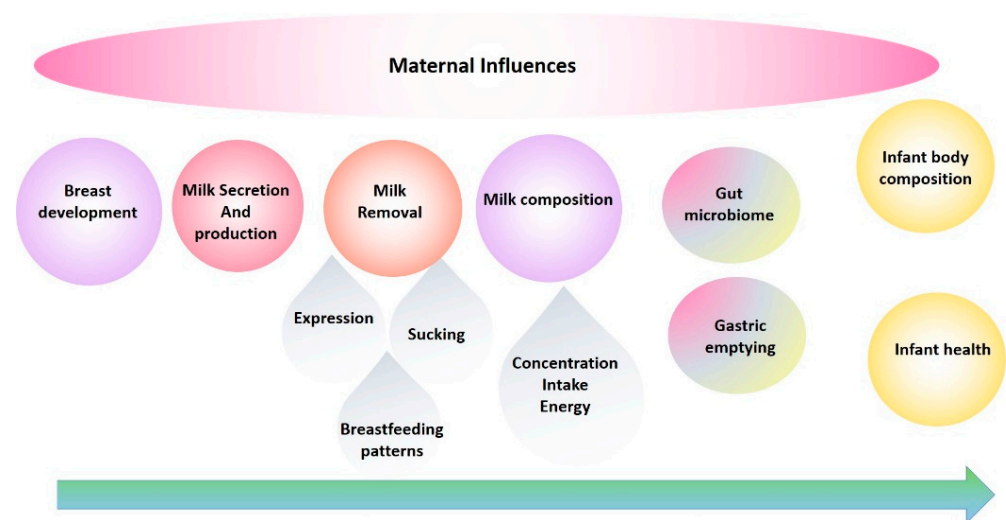 Maternal Influences
Breast
development
Milk Secretion
And
production
Milk
Removal
Milk composition
Gut
microbiome
Infant body
composition
Expression
Sucking
Breastfeeding
patterns
Concentration
Intake
Energy
Gastric
emptying
Infant health